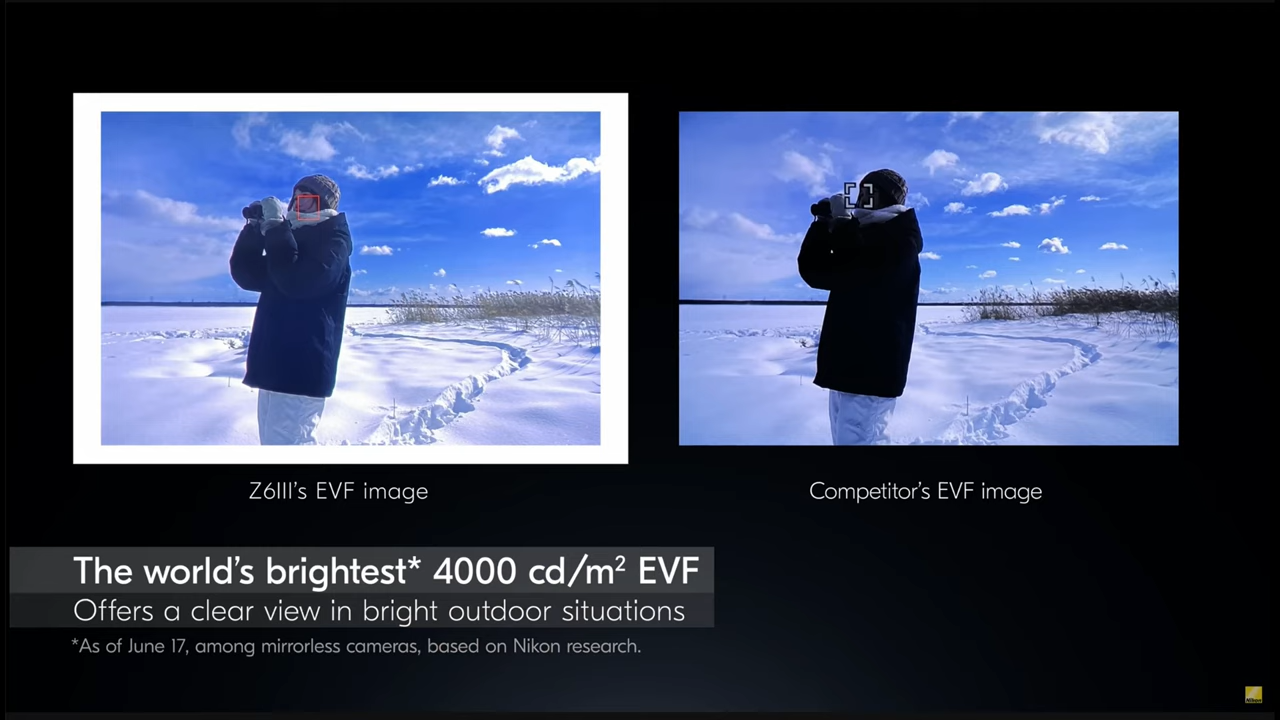 Z6III's EVF image
Competitor's EVF image
The world's brightest* 4000 cd/m² EVF
Offers a clear view in bright outdoor situations
*As of June 17, among mirrorless cameras, based on Nikon research.
Nikon